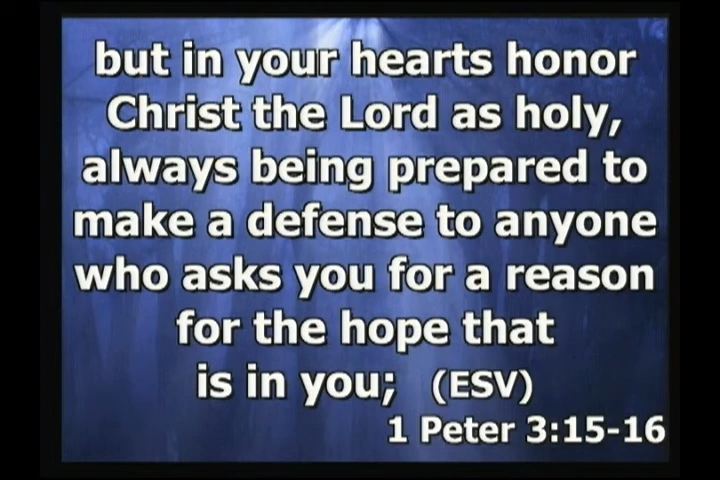 but in your hearts honor
Christ the Lord as holy,
always being prepared to
make a defense to anyone
who asks you for a reason
for the hope that
is in you; (ESV)
1 Peter 3:15-16